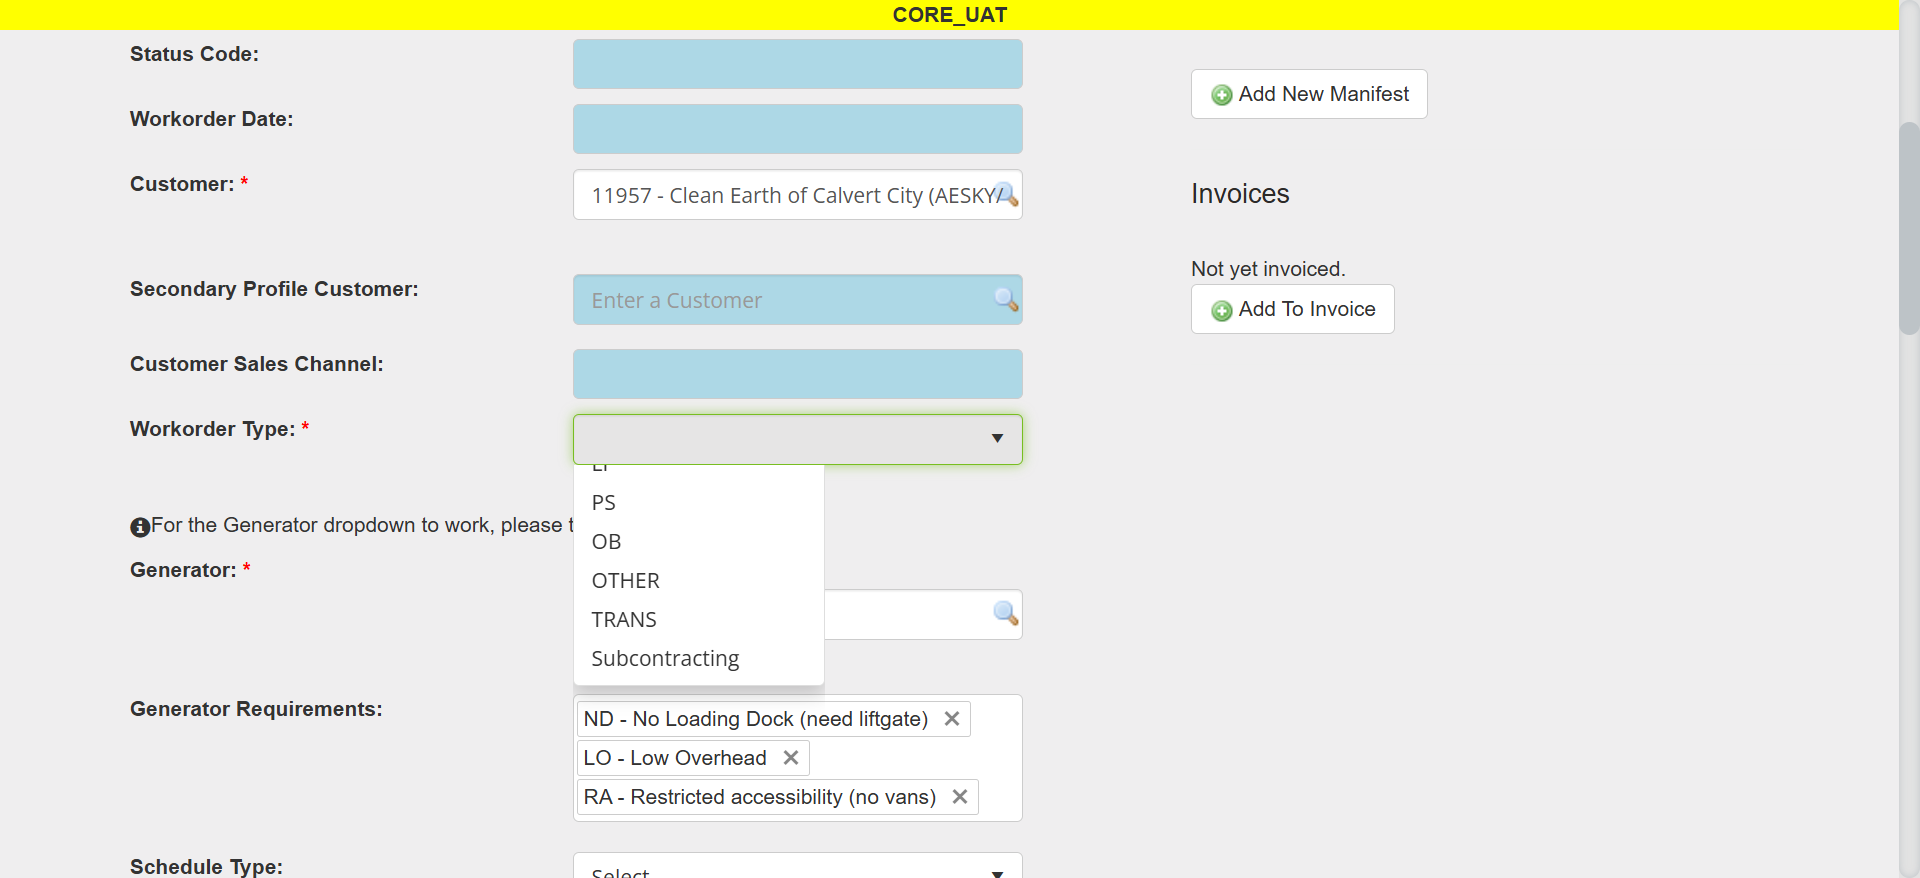 CORE_UAT
Status Code:
Add New Manifest
Workorder Date:
Customer: *
11957 - Clean Earth of Calvert City (AESKY/
Invoices
Not yet invoiced.
Secondary Profile Customer:
Enter a Customer
Add To Invoice
Customer Sales Channel:
Workorder Type: *
PS
For the Generator dropdown to work, please t
OB
Generator: *
OTHER
TRANS
Subcontracting
Generator Requirements:
ND - No Loading Dock (need liftgate)
LO - Low Overhead
RA - Restricted accessibility (no vans)
Schedule Type:
Select